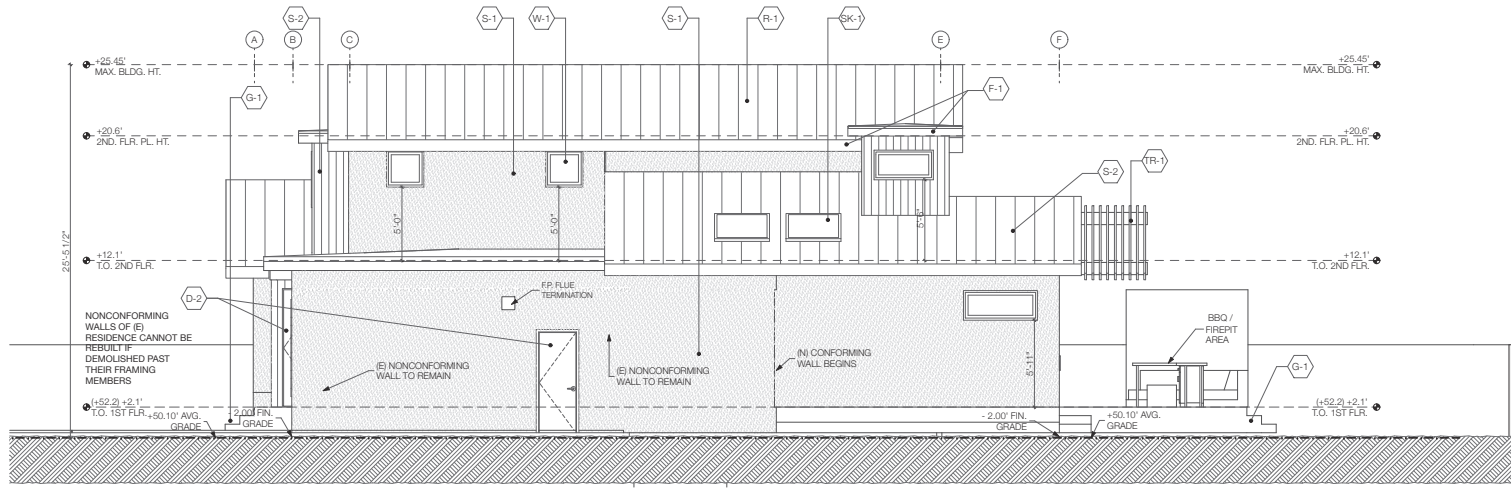 S-2
S-1
W-1
S-1
R-1
SK-1
A
B
C
E
F
+25.45'
MAX. BLDG. HT.
+25.45'
MAX. BLDG. HT.
G-1
F-1
+20.6'
2ND. FLR. PL. HT.
+20.6'
2ND. FLR. PL. HT.
TR-1
S-2
5'-0"
5'-0"
5'-6"
25'-5 1/2"
+12.1'
T.O. 2ND FLR.
+12.1'
T.O. 2ND FLR.
D-2
F.P. FLUE
TERMINATION
NONCONFORMING
WALLS OF (E)
RESIDENCE CANNOT BE
REBUILT IF
DEMOLISHED PAST
THEIR FRAMING
MEMBERS
BBQ /
FIREPIT
AREA
(E) NONCONFORMING
WALL TO REMAIN
(E) NONCONFORMING
WALL TO REMAIN
(N) CONFORMING
WALL BEGINS
5'-11"
G-1
(+52.2) +2.1'
T.O. 1ST FLR.
+50.10' AVG.
GRADE
- 2.00' FIN.
GRADE
- 2.00' FIN.
GRADE
+50.10' AVG.
GRADE
(+52.2) +2.1'
T.O. 1ST FLR.